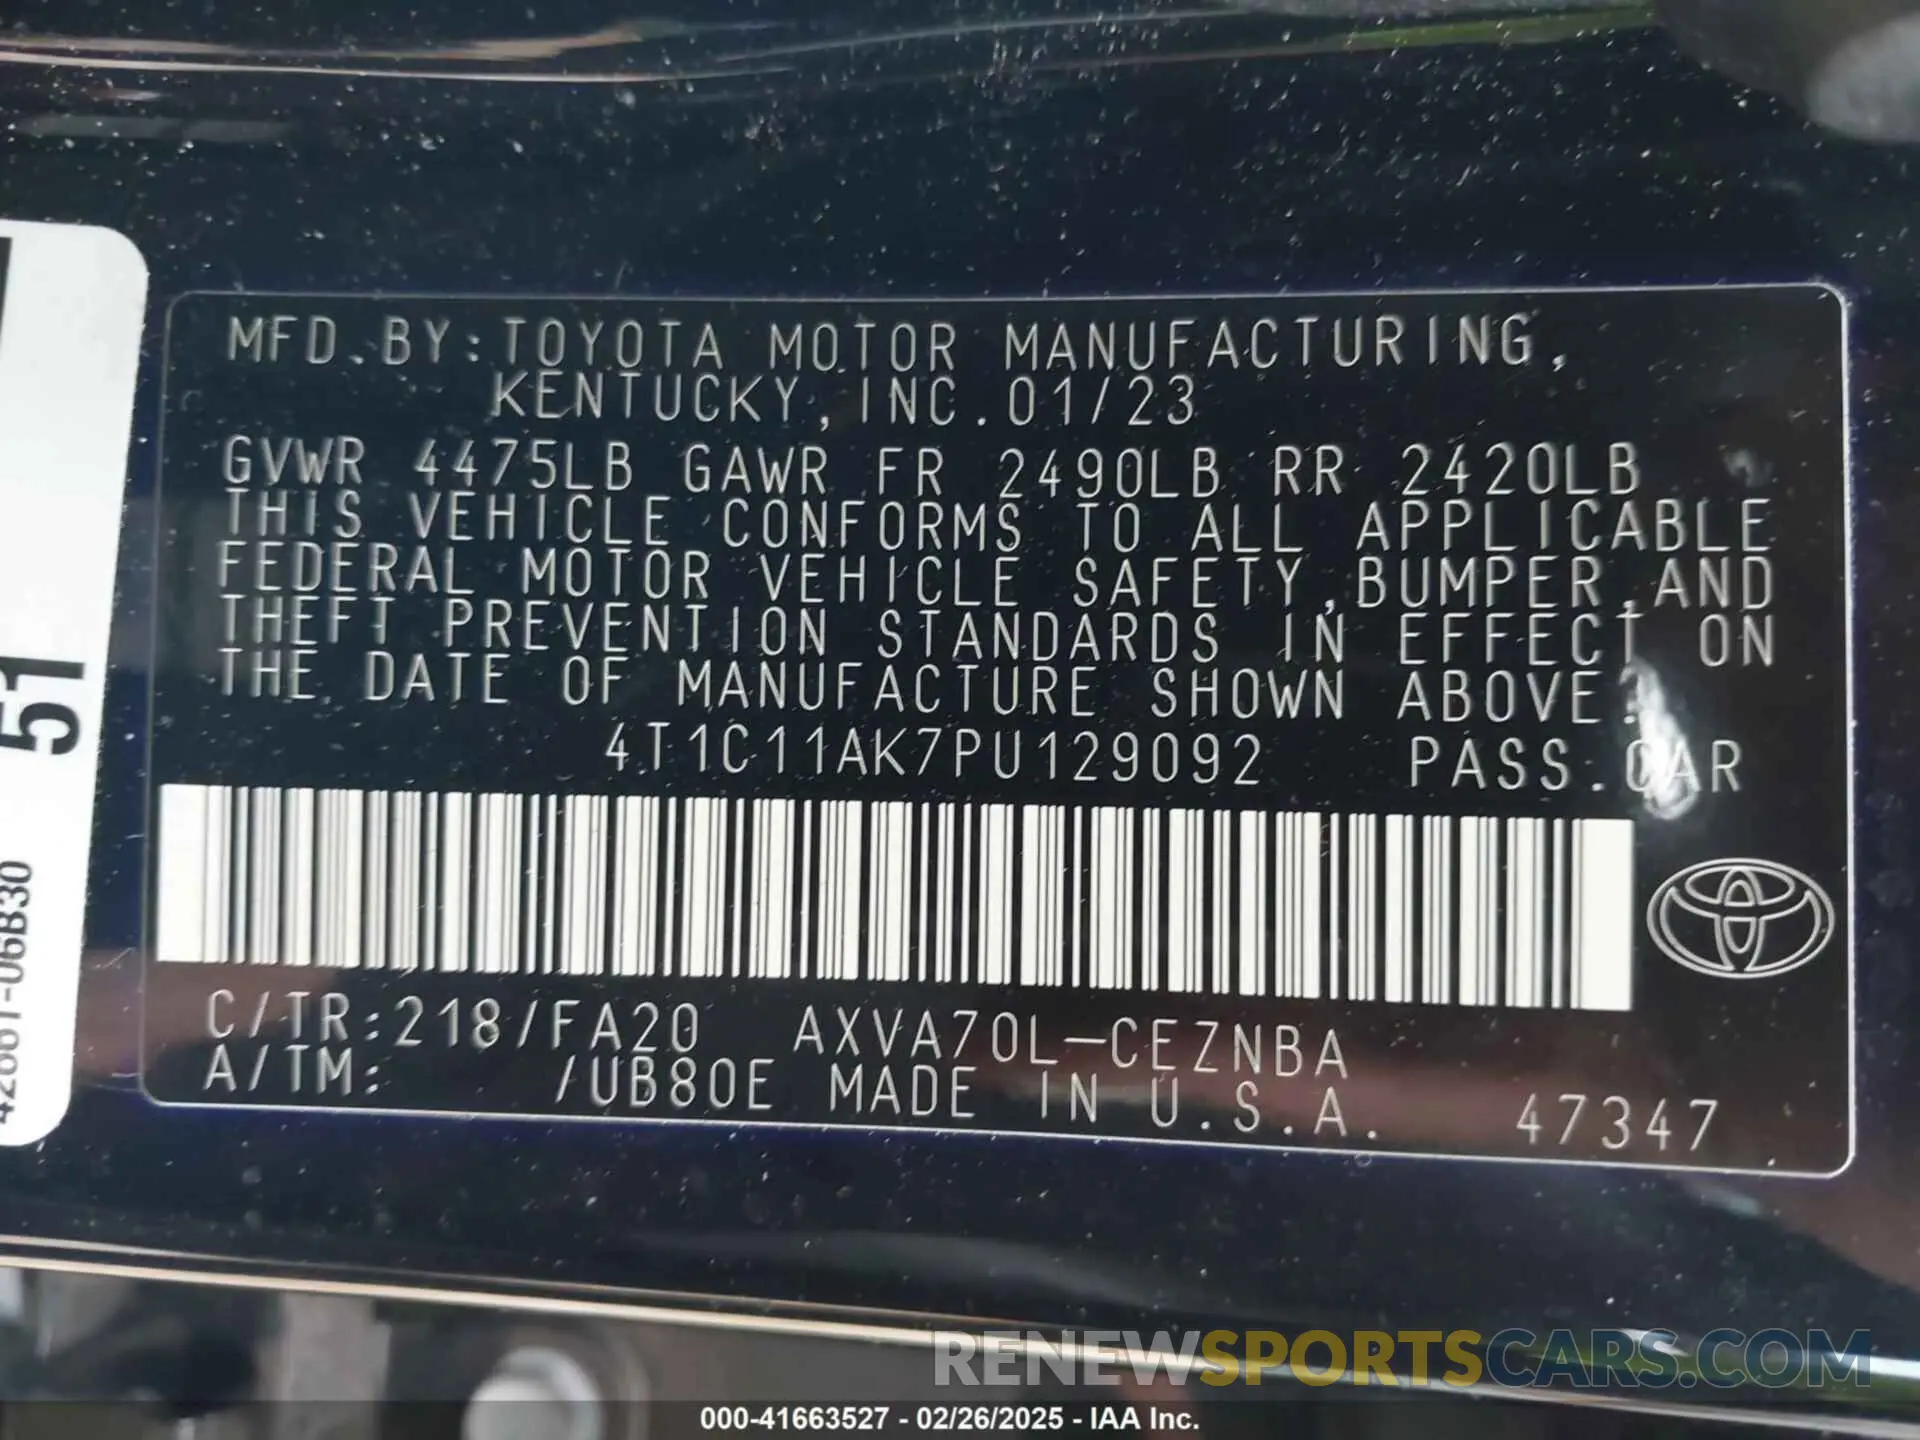 MFD.BY:TOYOTA MOTOR MANUFACTURING,
KENTUCKY, INC.01/23
GVWR 4475LB GAWR FR 2490LB RR 2420LB
THIS VEHICLE CONFORMS TO ALL APPLICABLE
FEDERAL MOTOR VEHICLE SAFETY,BUMPER,AND
THEFT PREVENTION STANDARDS IN EFFECT ON
THE DATE OF MANUFACTURE SHOWN ABOVE.
4T1C11AK7PU129092 PASS.CAR
C/TR:218/FA20 AXVA70L-CEZNBA
A/TM: /UB80E MADE IN U.S.A. 47347
51
RENEWSPORTSCARS.COM
000-41663527 - 02/26/2025 - IAA Inc.